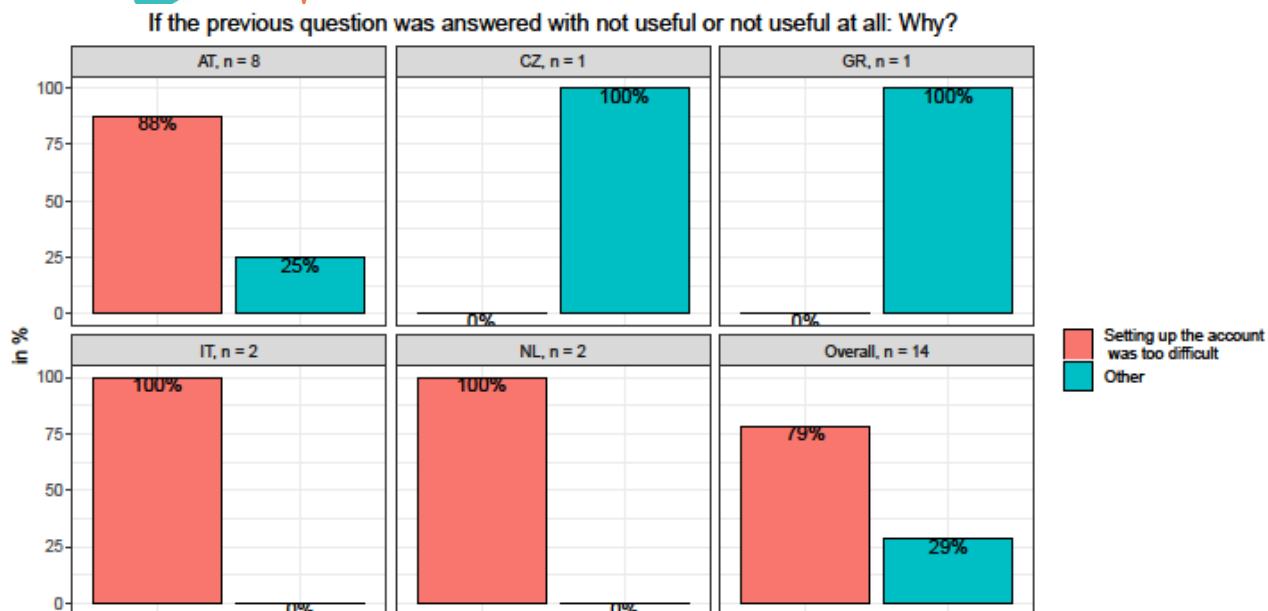 If the previous question was answered with not useful or not useful at all: Why?
AT, n = 8
CZ, n = 1
GR, n = 1
100
75
50
25
0
88%
25%
0%
100%
0%
100%
in %
IT, n = 2
NL, n = 2
Overall, n = 14
100
75
50
25
0
100%
0%
100%
0%
79%
29%
Setting up the account
was too difficult
Other